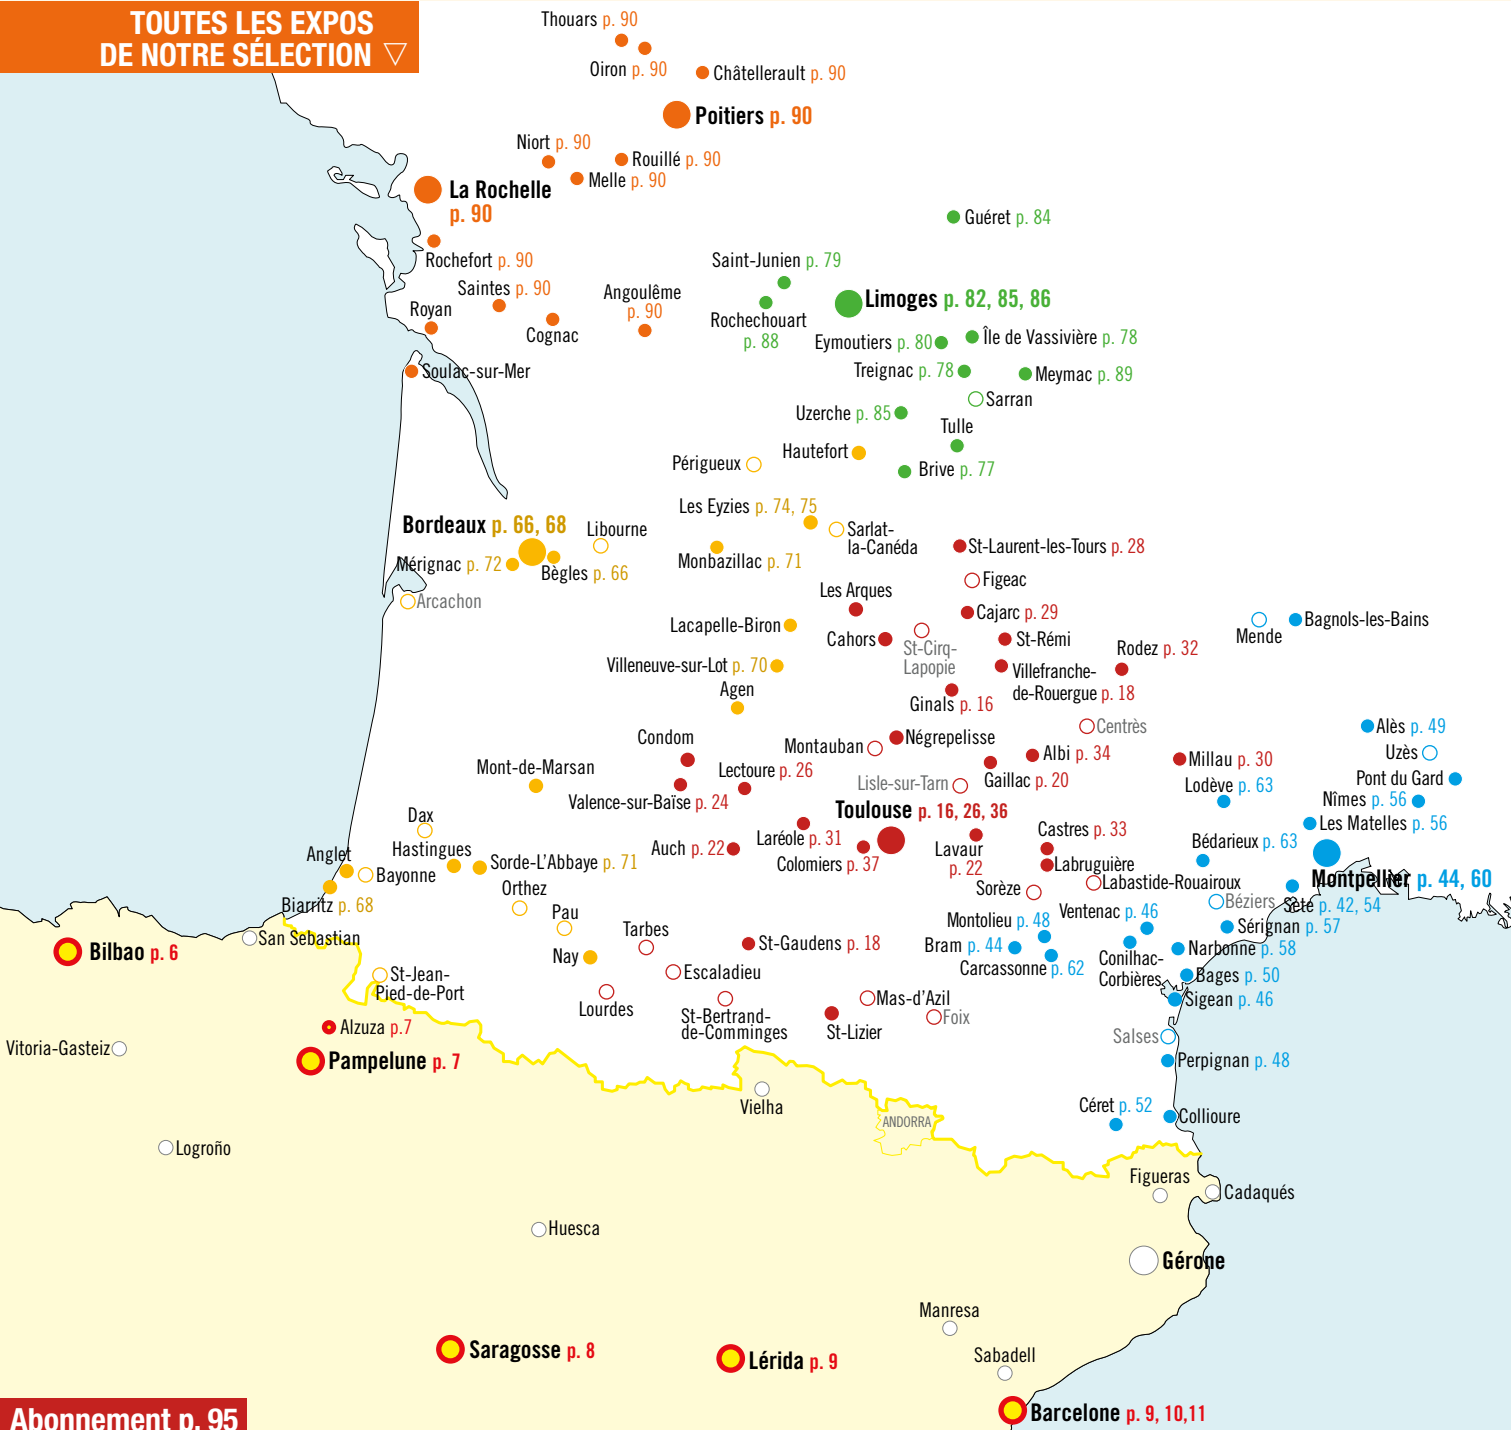 TOUTES LES EXPOS
DE NOTRE SÉLECTION
Thouars p. 90
Oiron p. 90
Châtellerault p. 90
Poitiers p. 90
Niort p. 90
Rouillé p. 90
Melle p. 90
La Rochelle
p. 90
Guéret p. 84
Rochefort p. 90
Saint-Junien p. 79
Saintes p. 90
Angoulême
p. 90
Limoges p. 82, 85, 86
Royan
Cognac
Rochechouart
p. 88
Eymoutiers p. 80
Île de Vassivière p. 78
Soulac-sur-Mer
Treignac p. 78
Meymac p. 89
Sarran
Uzerche p. 85
Tulle
Hautefort
Périgueux
Brive p. 77
Les Eyzies p. 74, 75
Bordeaux p. 66, 68
Libourne
Sarlat-
la-Canéda
Mérignac p. 72
Bègles p. 66
Monbazillac p. 71
St-Laurent-les-Tours p. 28
Figeac
Arcachon
Les Arques
Cajarc p. 29
Lacapelle-Biron
Cahors
St-Cirq-
Lapopie
St-Rémi
Mende
Bagnols-les-Bains
Rodez p. 32
Villeneuve-sur-Lot p. 70
Villefranche-
de-Rouergue p. 18
Agen
Ginals p. 16
Centrès
Alès p. 49
Condom
Montauban
Négrepelisse
Albi p. 34
Millau p. 30
Uzès
Mont-de-Marsan
Lectoure p. 26
Lisle-sur-Tarn
Gaillac p. 20
Pont du Gard
Valence-sur-Baïse p. 24
Lodève p. 63
Nîmes p. 56
Dax
Toulouse p. 16, 26, 36
Les Matelles p. 56
Hastingues
Auch p. 22
Laréole p. 31
Colomiers p. 37
Lavaur
p. 22
Castres p. 33
Bédarieux p. 63
Anglet
Bayonne
Sorde-L'Abbaye p. 71
Labruguière
Montpellier p. 44, 60
Orthez
Sorèze
Labastide-Rouairoux
Béziers
Sète p. 42, 54
Biarritz p. 68
Pau
Montolieu p. 48
Ventenac p. 46
Sérignan p. 57
Bilbao p. 6
San Sebastian
Tarbes
St-Gaudens p. 18
Bram p. 44
Narbonne p. 58
Nay
Carcassonne p. 62
Conilhac-
Corbières
St-Jean-
Pied-de-Port
Escaladieu
Bages p. 50
Lourdes
Mas-d'Azil
Sigean p. 46
St-Bertrand-
de-Comminges
St-Lizier
Foix
Alzuza p.7
Salses
Vitoria-Gasteiz
Pampelune p. 7
Perpignan p. 48
Vielha
Céret p. 52
Collioure
ANDORRA
Logroño
Figueras
Cadaqués
Huesca
Gérone
Manresa
Saragosse p. 8
Lérida p. 9
Sabadell
Barcelone p. 9, 10,11
Abonnement p. 95